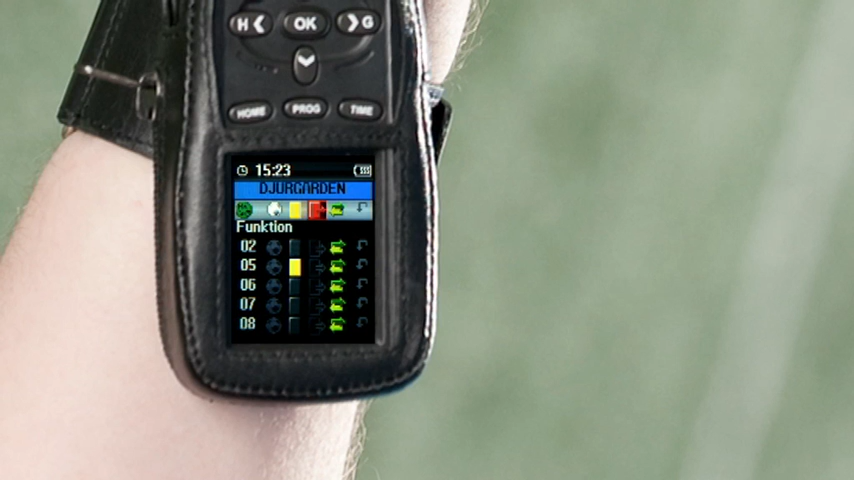 H OK G
HOME PROG TIME
15:23
DJURGARDEN
Funktion
02
05
06
07
08